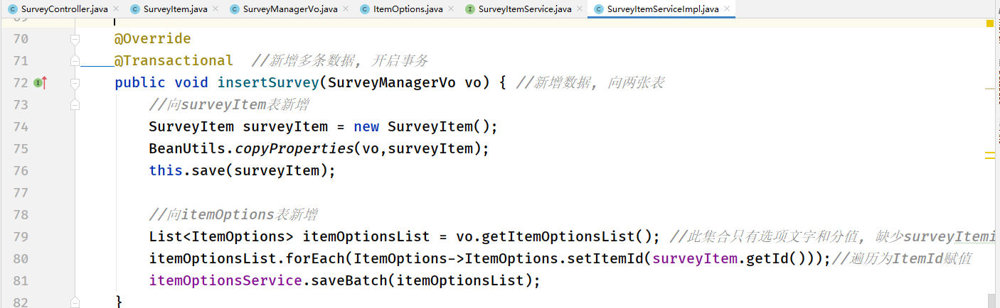 SurveyController.java × SurveyItem.java × SurveyManagerVo.java × ItemOptions.java × SurveyItemService.java × SurveyItemServiceImpl.java ×
70 @Override
71 @Transactional //新增多条数据, 开启事务
72 public void insertSurvey(SurveyManagerVo vo) { //新增数据, 向两张表
73 //向surveyItem表新增
74 SurveyItem surveyItem = new SurveyItem();
75 BeanUtils.copyProperties(vo,surveyItem);
76 this.save(surveyItem);
77
78 //向itemOptions表新增
79 List<ItemOptions> itemOptionsList = vo.getItemOptionsList(); //此集合只有选项文字和分值, 缺少surveyItemi
80 itemOptionsList.forEach(ItemOptions->ItemOptions.setItemId(surveyItem.getId()));//遍历为ItemId赋值
81 itemOptionsService.saveBatch(itemOptionsList);
82 }